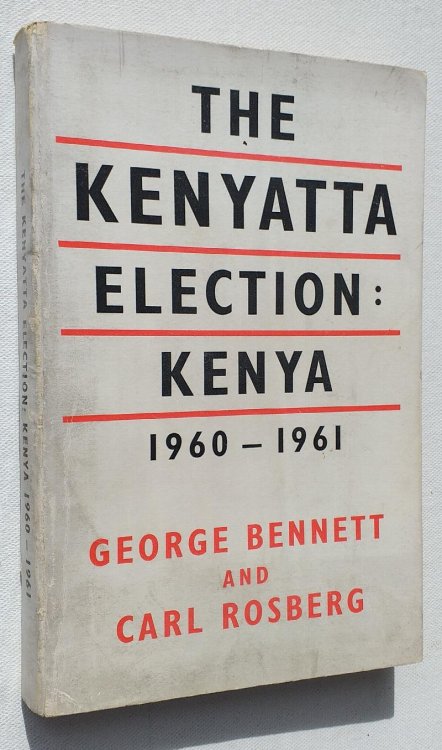 THE
KENYATTA
ELECTION:
KENYA
1960 – 1961
GEORGE BENNETT
AND
CARL ROSBERG
THE KENYATTA ELECTION: KENYA 1960–1961